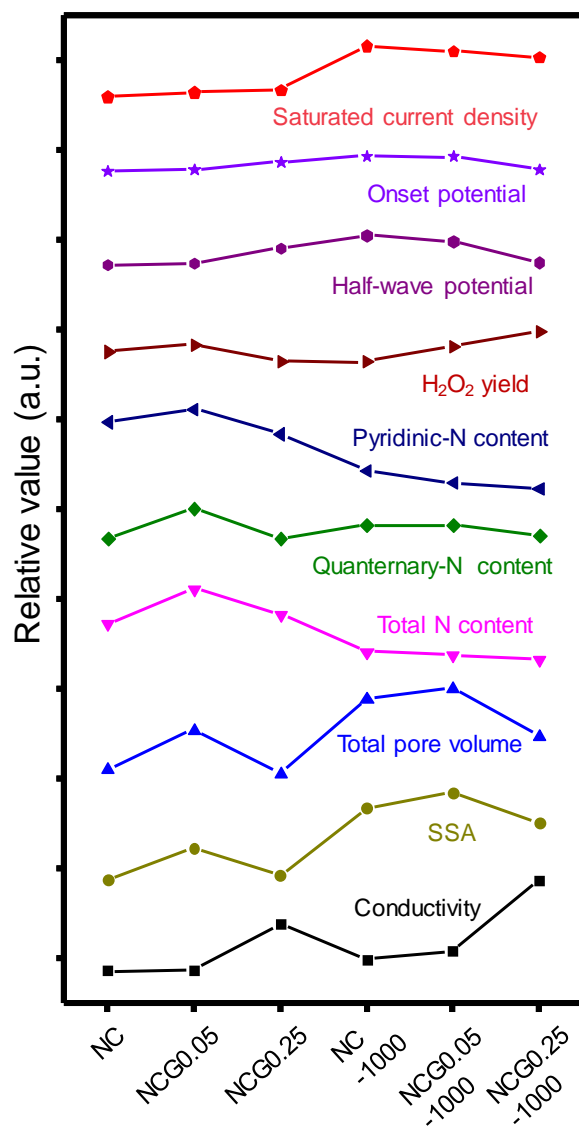 Saturated current density
Onset potential
Half-wave potential
H₂O₂ yield
Pyridinic-N content
Quanternary-N content
Total N content
Total pore volume
SSA
Conductivity
Relative value (a.u.)
NC
NCG0.05
NCG0.25
NC
-1000
NCG0.05
-1000
NCG0.25
-1000